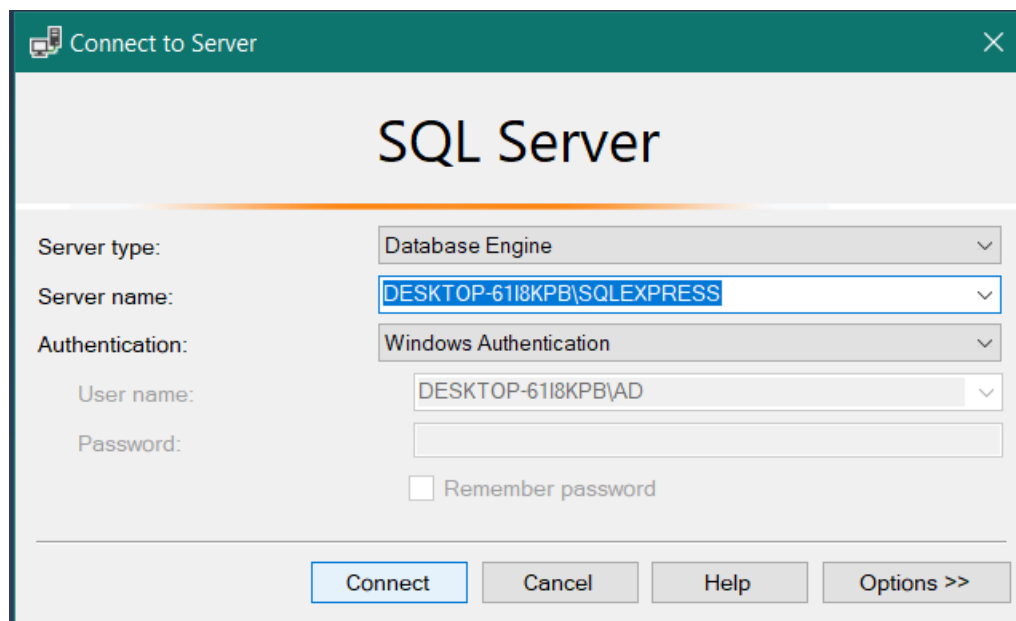 Connect to Server
SQL Server
Server type: Database Engine
Server name: DESKTOP-61I8KPB\SQLEXPRESS
Authentication: Windows Authentication
User name: DESKTOP-61I8KPB\AD
Password:
Remember password
Connect Cancel Help Options >>